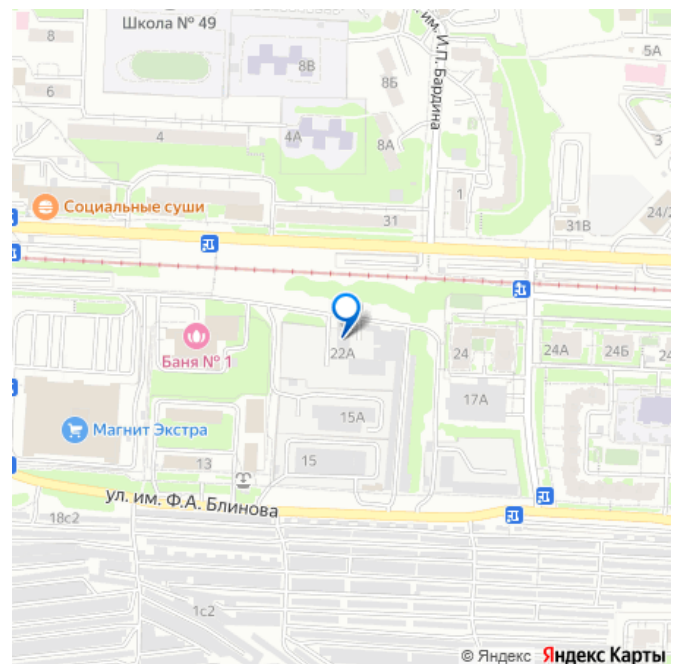 Школа № 49
8
8В
5А
им. И.П. Бардина
6
8Б
4
4А
8А
3
1
Социальные суши
31
31В
24/2
22А
Баня № 1
24
24А
24Б
24
17А
15А
Магнит Экстра
13
15
ул. им. Ф.А. Блинова
18с2
1с2
© Яндекс Яндекс Карты